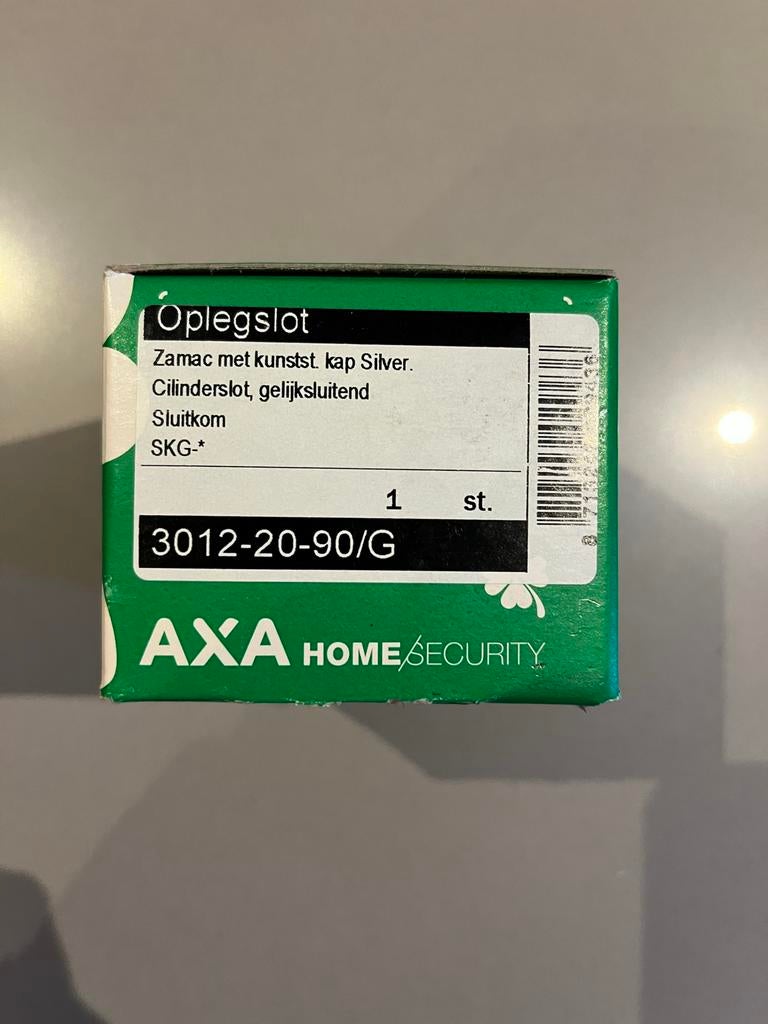 Oplegslot
Zamac met kunstst. kap Silver.
Cilinderslot, gelijksluitend
Sluitkom
SKG-*
1 st.
3012-20-90/G
AXA HOME/SECURITY